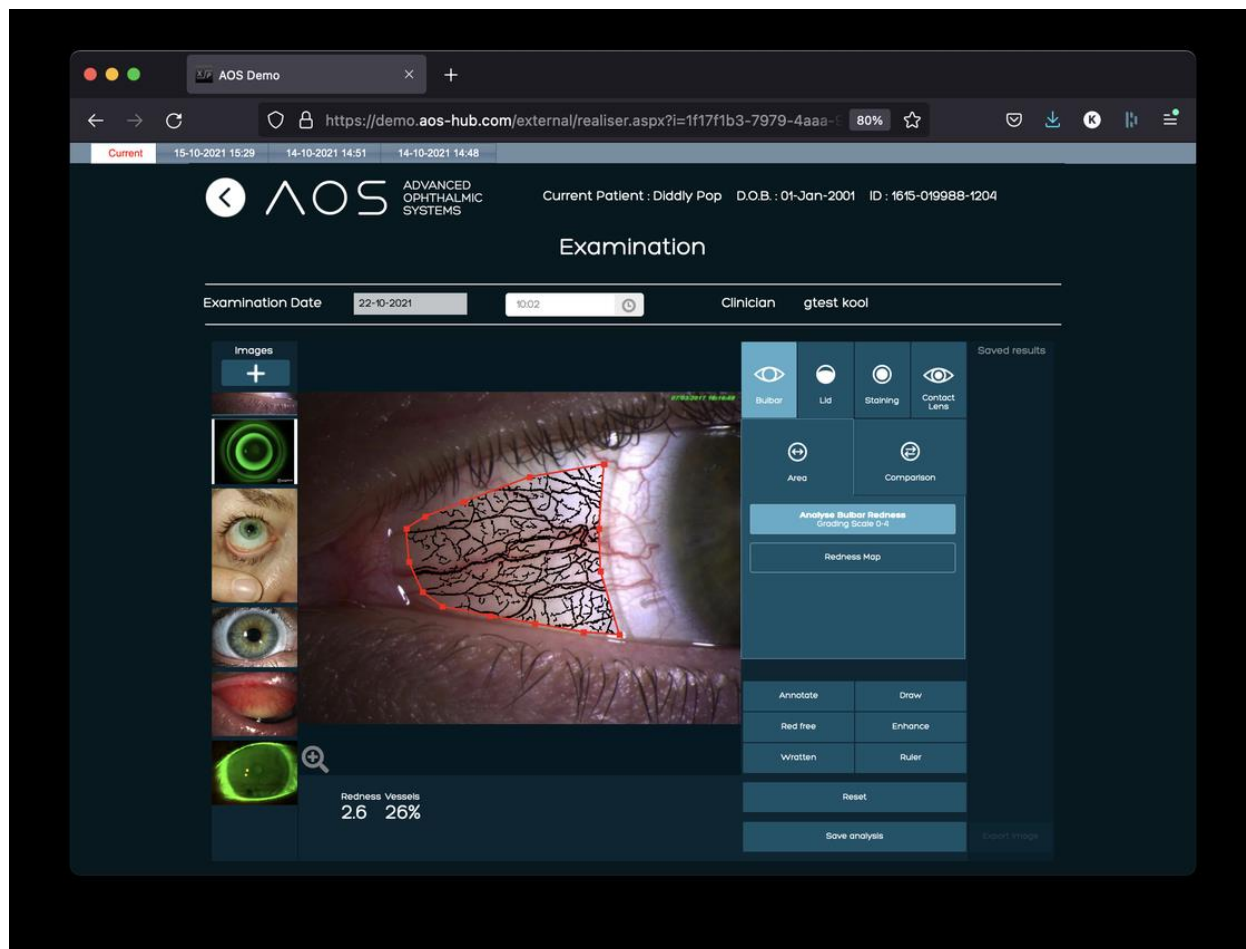 AOS Demo
https://demo.aos-hub.com/external/realiser.aspx?i=1f17f1b3-7979-4aaa-9 80%
K
Current 15-10-2021 15:29 14-10-2021 14:51 14-10-2021 14:48
AOS ADVANCED
OPHTHALMIC
SYSTEMS
Current Patient : Diddly Pop D.O.B. : 01-Jan-2001 ID : 1615-019988-1204
Examination
Examination Date 22-10-2021 10:02 Clinician gtest kool
Images
Bulbar Lid Staining Contact
Lens
Saved results
Area Comparison
Analyse Bulbar Redness
Grading Scale 0-4
Redness Map
Annotate Draw
Red free Enhance
Wratten Ruler
Reset
Save analysis
Export Image
Redness Vessels
2.6 26%